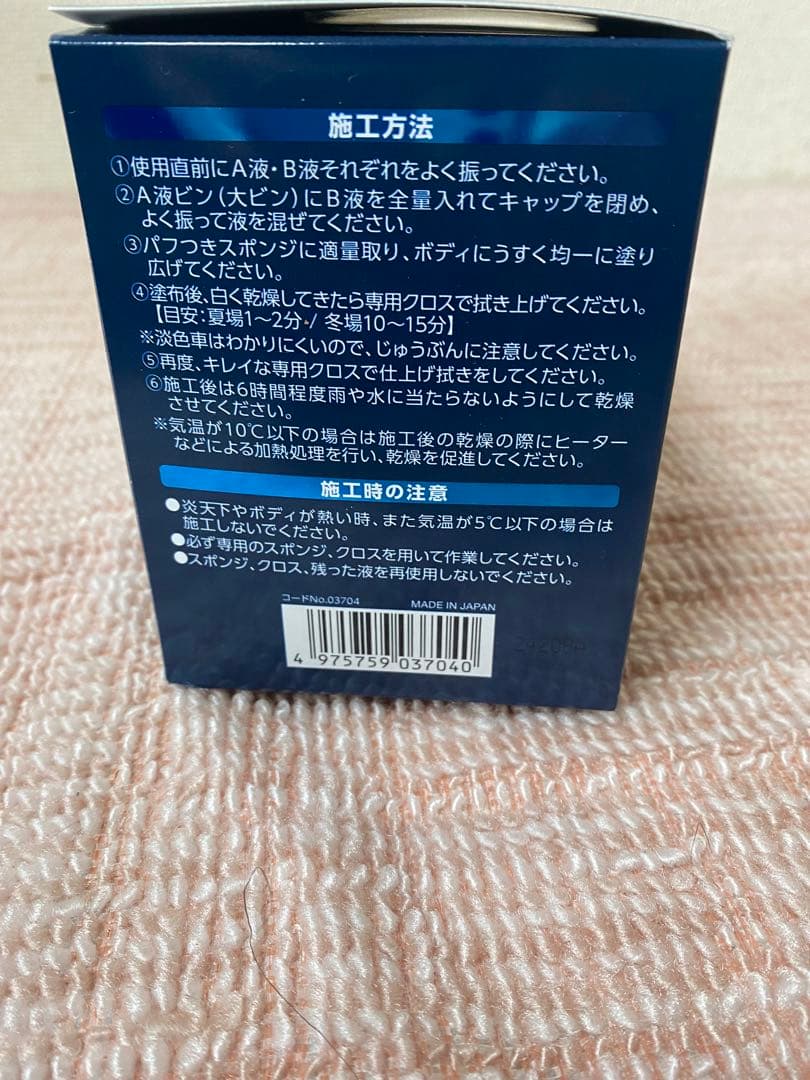 施工方法
①使用直前にA液・B液それぞれをよく振ってください。
②A液ビン（大ビン）にB液を全量入れてキャップを閉め、
よく振って液を混ぜてください。
③パフつきスポンジに適量取り、ボディにうすく均一に塗り
広げてください。
④塗布後、白く乾燥してきたら専用クロスで拭き上げてください。
【目安：夏場1〜2分 / 冬場10〜15分】
※淡色車はわかりにくいので、じゅうぶんに注意してください。
⑤再度、キレイな専用クロスで仕上げ拭きをしてください。
⑥施工後は6時間程度雨や水に当たらないようにして乾燥
させてください。
※気温が10℃以下の場合は施工後の乾燥の際にヒーター
などによる加熱処理を行い、乾燥を促進してください。
施工時の注意
●炎天下やボディが熱い時、また気温が5℃以下の場合は
施工しないでください。
●必ず専用のスポンジ、クロスを用いて作業してください。
●スポンジ、クロス、残った液を再使用しないでください。
コードNo.03704 MADE IN JAPAN
4 975759 037040